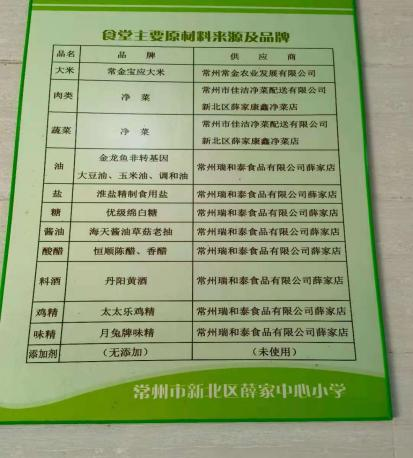 食堂主要原材料来源及品牌
品名 品牌 供应商
大米 常金宝应大米 常州常金农业发展有限公司
肉类 净菜 常州市佳洁净菜配送有限公司
新北区薛家康鑫净菜店
蔬菜 净菜 常州市佳洁净菜配送有限公司
新北区薛家康鑫净菜店
油 金龙鱼非转基因
大豆油、玉米油、调和油 常州瑞和泰食品有限公司薛家店
盐 淮盐精制食用盐 常州瑞和泰食品有限公司薛家店
糖 优级绵白糖 常州瑞和泰食品有限公司薛家店
酱油 海天酱油草菇老抽 常州瑞和泰食品有限公司薛家店
酸醋 恒顺陈醋、香醋 常州瑞和泰食品有限公司薛家店
料酒 丹阳黄酒 常州瑞和泰食品有限公司薛家店
鸡精 太太乐鸡精 常州瑞和泰食品有限公司薛家店
味精 月兔牌味精 常州瑞和泰食品有限公司薛家店
添加剂 （无添加） （未使用）
常州市新北区薛家中心小学